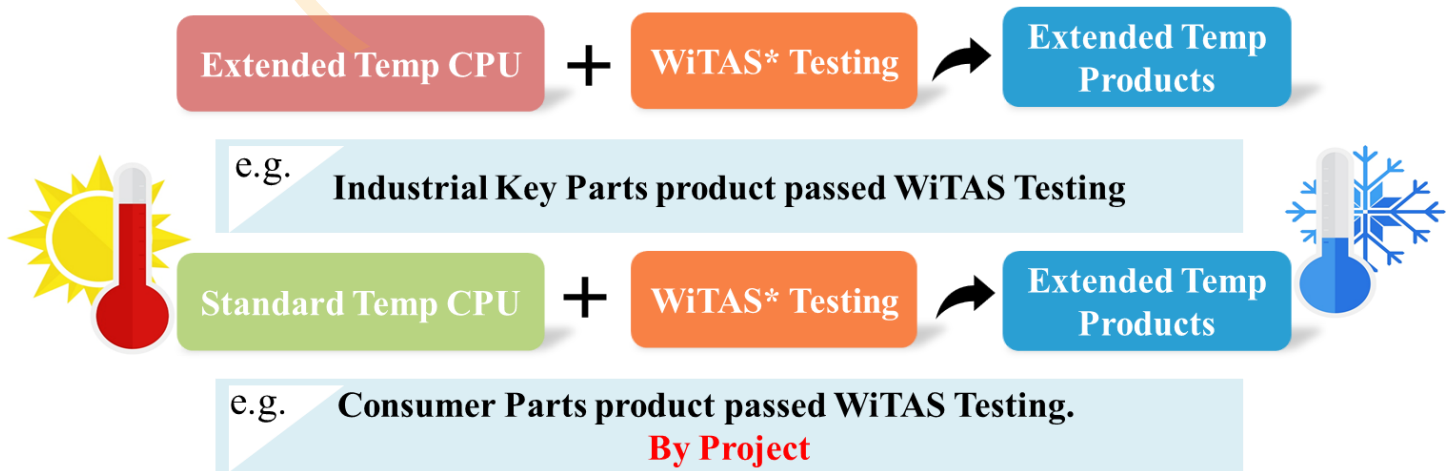 Extended Temp CPU + WiTAS* Testing Extended Temp
Products
e.g.
Industrial Key Parts product passed WiTAS Testing
Standard Temp CPU + WiTAS* Testing Extended Temp
Products
e.g. Consumer Parts product passed WiTAS Testing.
By Project